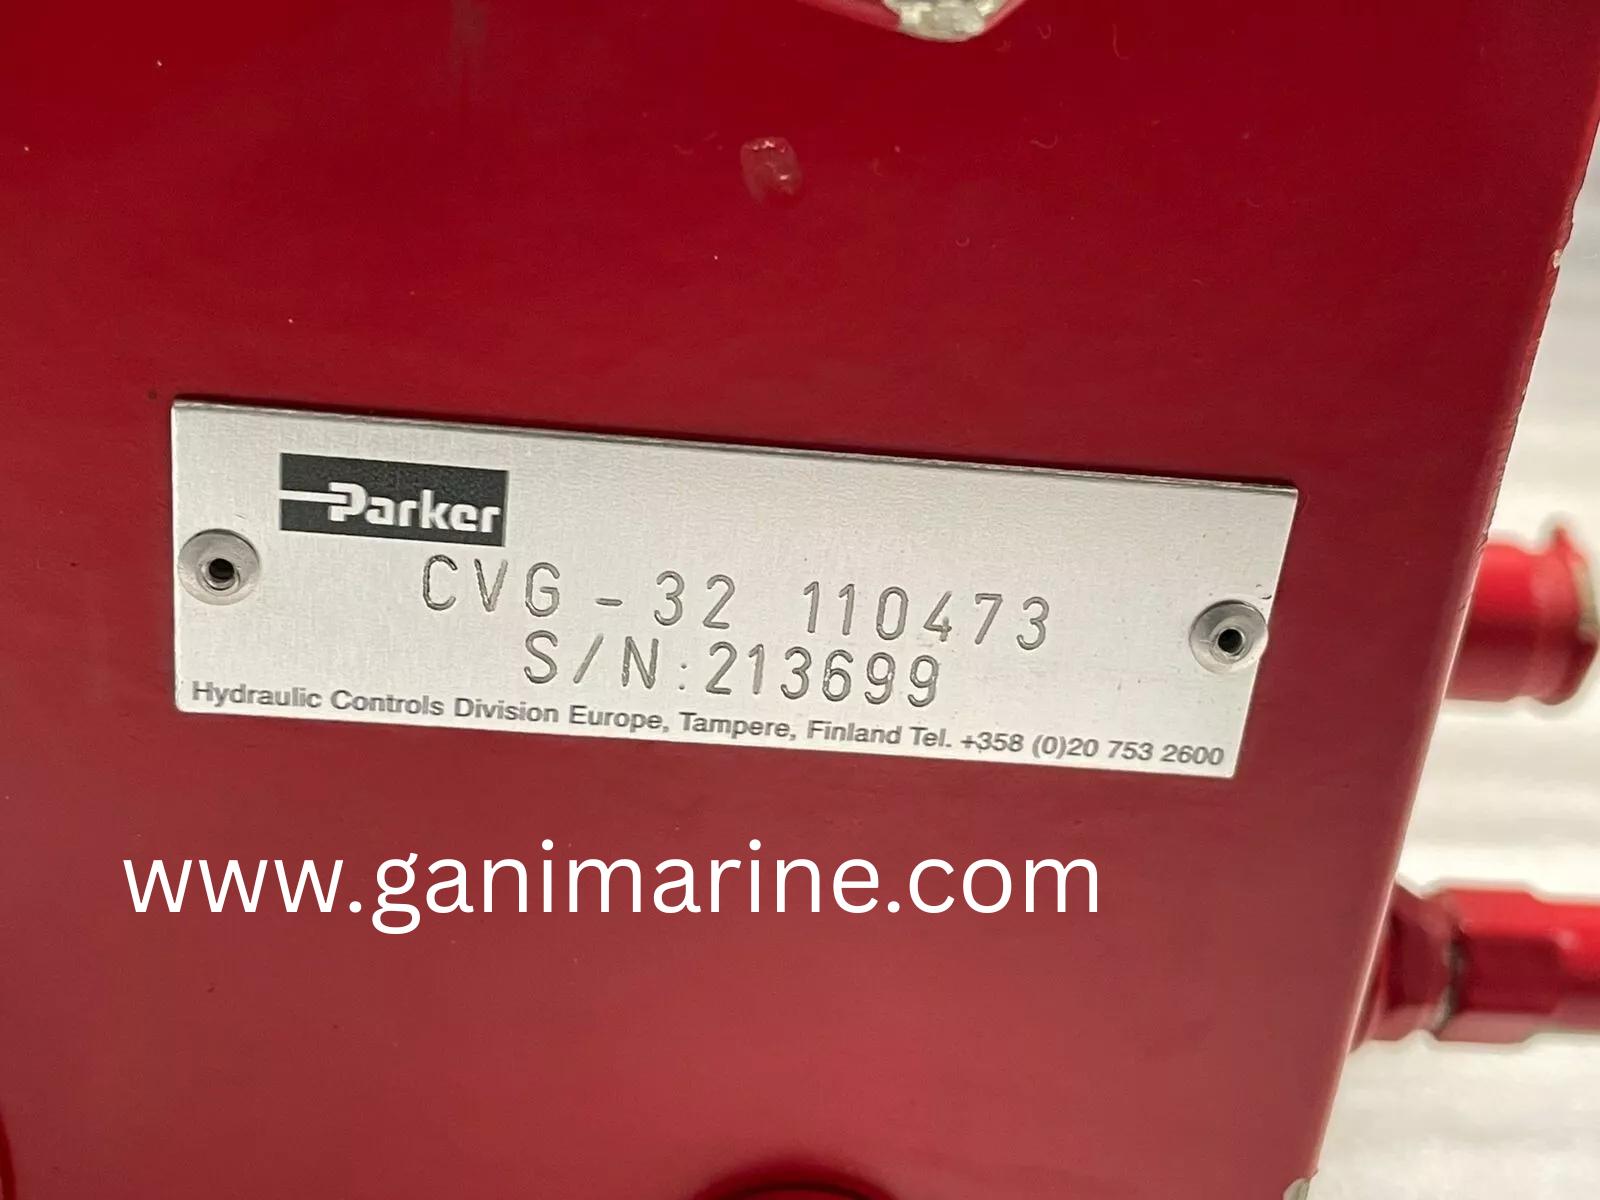 Parker
CVG-32 110473
S/N:213699
Hydraulic Controls Division Europe, Tampere, Finland Tel. +358 (0)20 753 2600
www.ganimarine.com